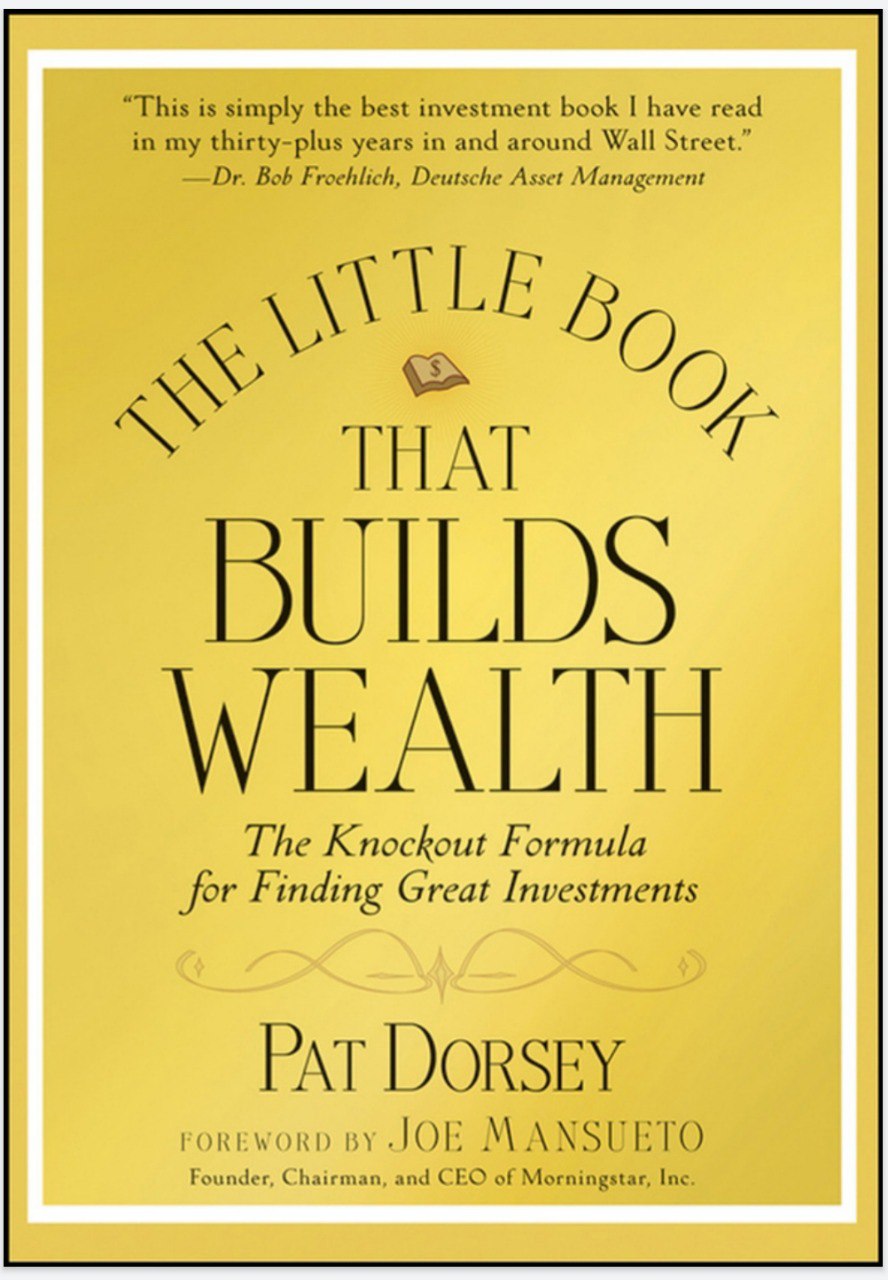 “This is simply the best investment book I have read
in my thirty-plus years in and around Wall Street.”
—Dr. Bob Froehlich, Deutsche Asset Management
THE LITTLE BOOK
$
THAT
BUILDS
WEALTH
The Knockout Formula
for Finding Great Investments
PAT DORSEY
FOREWORD BY JOE MANSUETO
Founder, Chairman, and CEO of Morningstar, Inc.